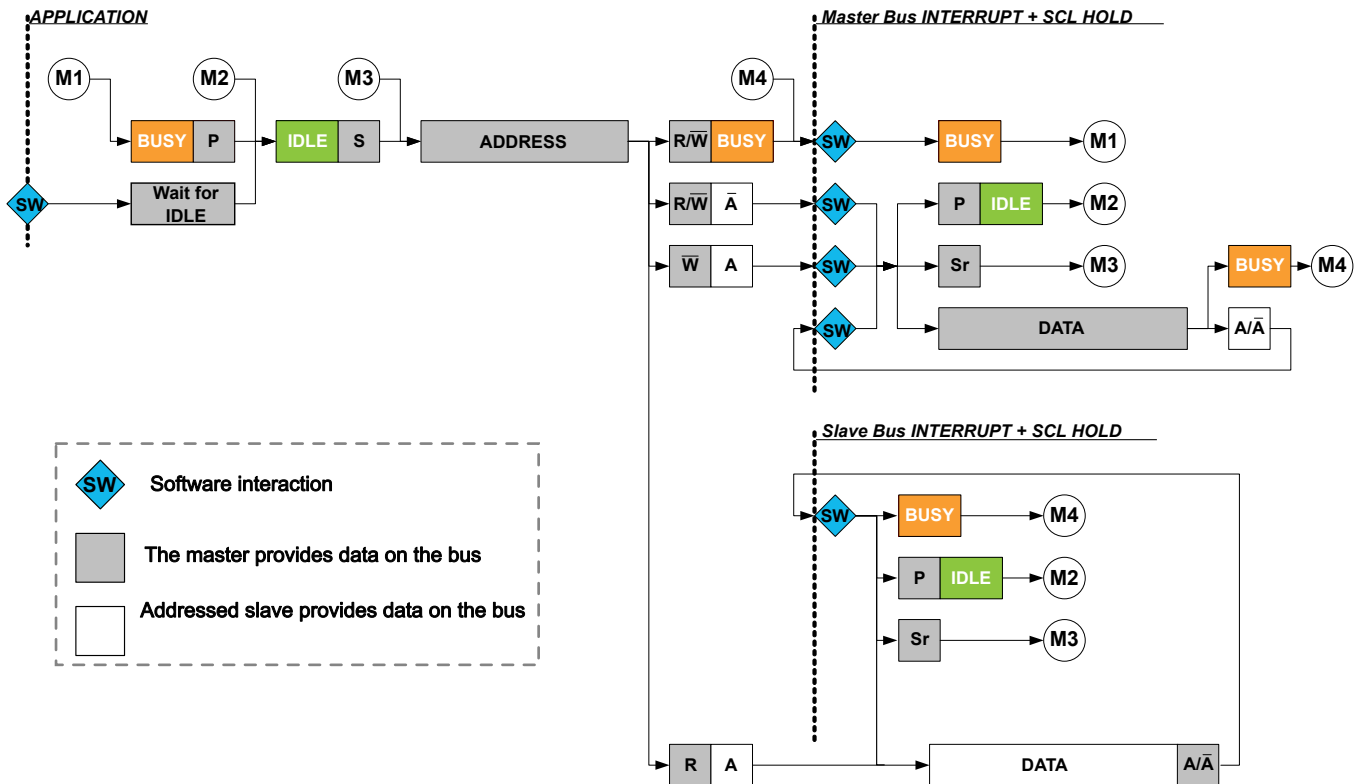 APPLICATION
Master Bus INTERRUPT + SCL HOLD
M1
M2
M3
M4
BUSY P
IDLE S
ADDRESS
R/W̅ BUSY
SW
BUSY
M1
SW
Wait for
IDLE
R/W̅ A̅
SW
P IDLE
M2
W̅ A
SW
Sr
M3
BUSY
M4
SW
DATA
A/A̅
Slave Bus INTERRUPT + SCL HOLD
SW
Software interaction
The master provides data on the bus
Addressed slave provides data on the bus
SW
BUSY
M4
P IDLE
M2
Sr
M3
R A
DATA
A/A̅